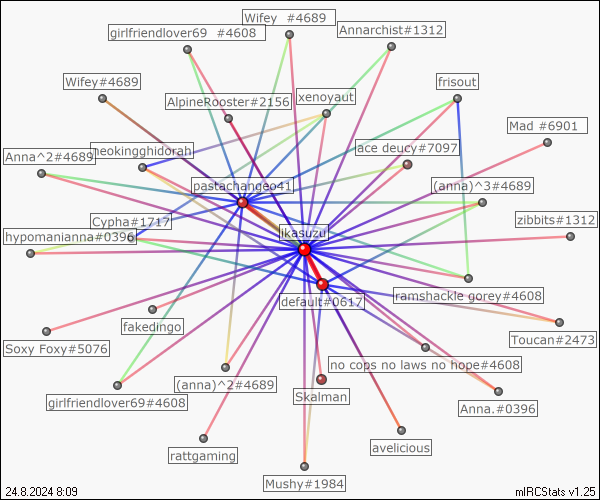 Wifey  #4689
girlfriendlover69  #4608
Annarchist#1312
Wifey#4689
frisout
AlpineRooster#2156
xenoyaut
Mad #6901
ace deucy#7097
Anna^2#4689
neokingghidorah
pastachangeo41
(anna)^3#4689
Cypha#1717
zibbits#1312
likasuzu
hypomanianna#0396
default#0617
ramshackle gorey#4608
fakedingo
Toucan#2473
Soxy Foxy#5076
no cops no laws no hope#4608
(anna)^2#4689
Skalman
girlfriendlover69#4608
Anna.#0396
avelicious
rattgaming
Mushy#1984
24.8.2024 8:09
mIRCStats v1.25